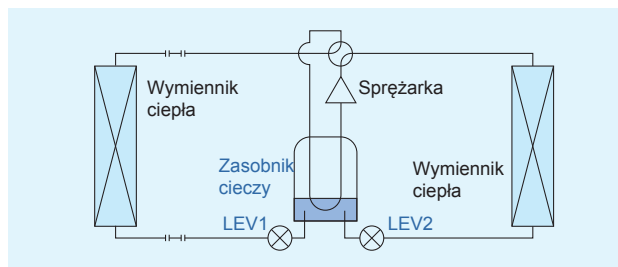 Wymiennik
ciepła
Sprężarka
Zasobnik
cieczy
Wymiennik
ciepła
LEV1
LEV2